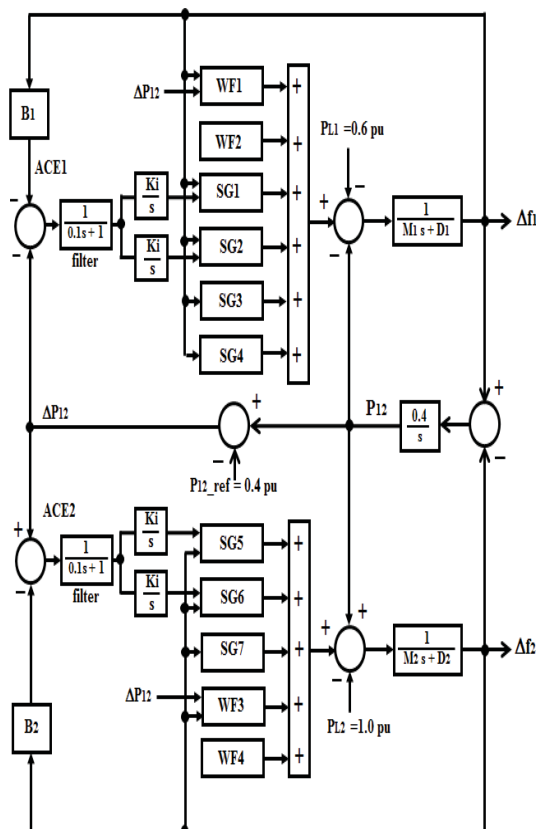 WF1 +
ΔP12
B1
WF2 +
PL1 =0.6 pu
ACE1
Ki
s
SG1 +
-
1
0.1s + 1
filter
+ -
1
M1 s + D1
Δf1
-
Ki
s
SG2 +
-
SG3 +
SG4 +
ΔP12
+
-
P12
0.4
s
+
-
P12_ref = 0.4 pu
ACE2
+
-
1
0.1s + 1
filter
Ki
s
SG5 +
Ki
s
SG6 +
+ +
-
1
M2 s + D2
Δf2
SG7 +
ΔP12
WF3 +
PL2 =1.0 pu
B2
WF4 +